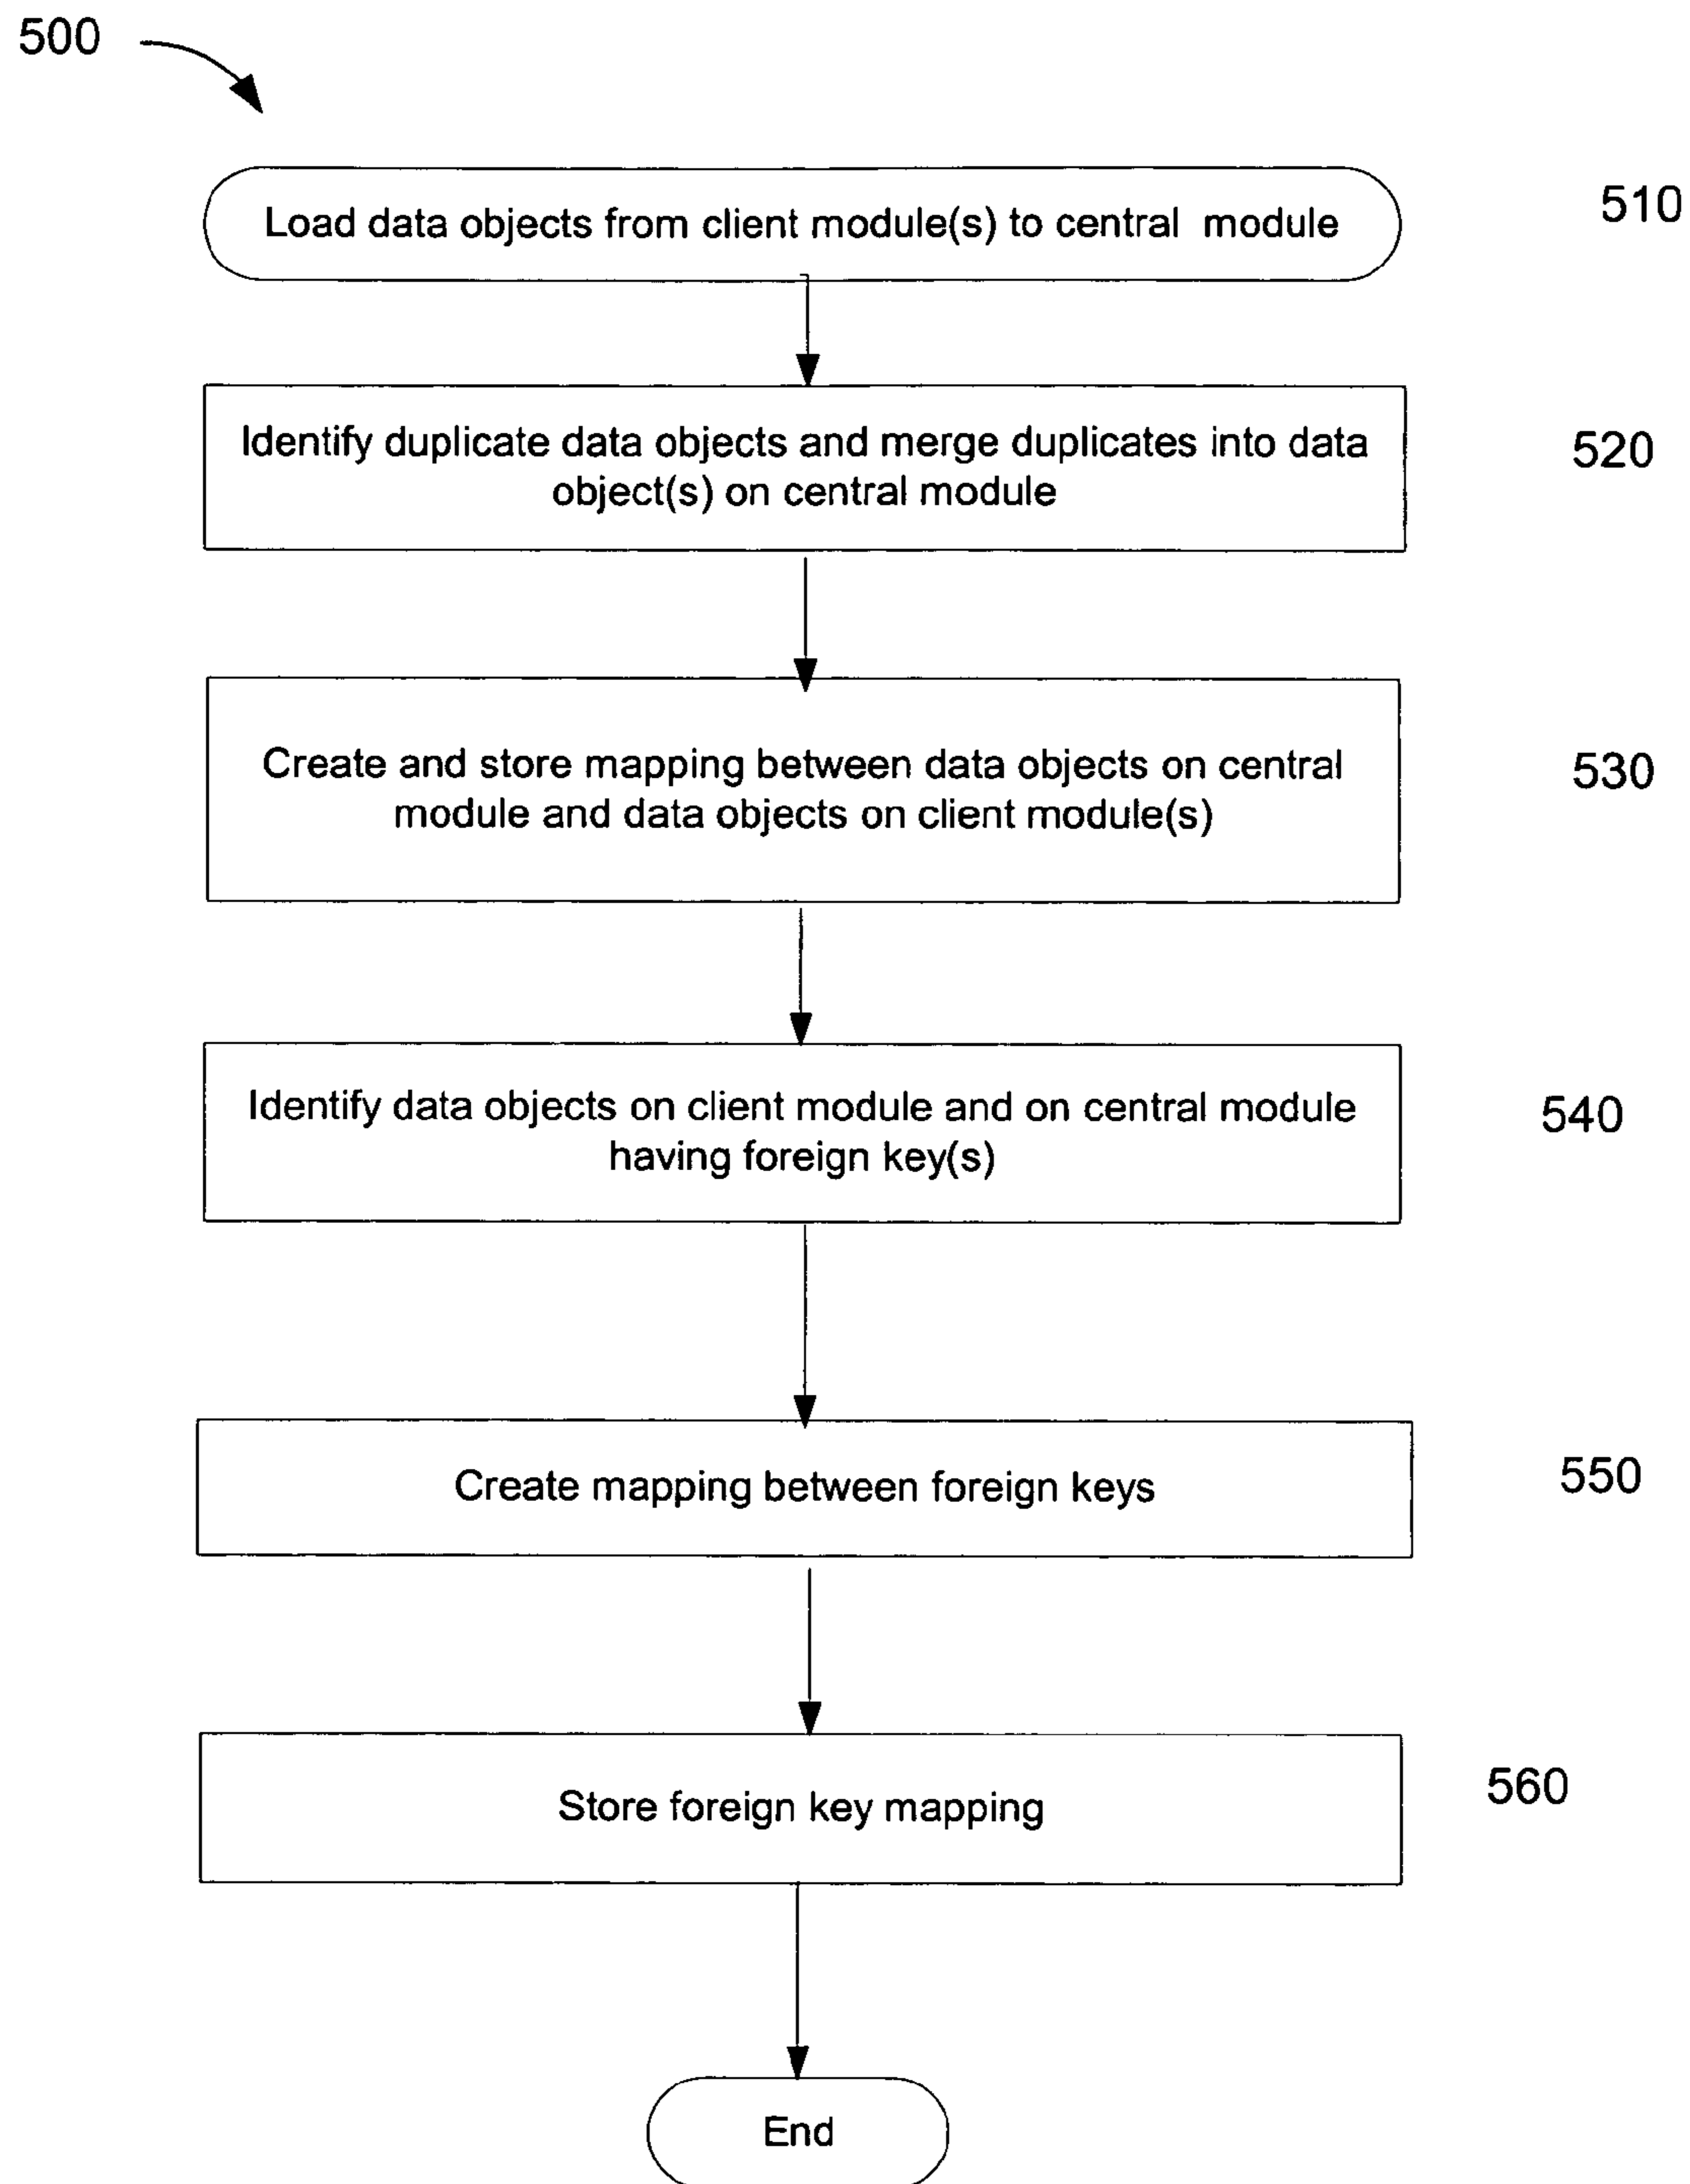 500
Load data objects from client module(s) to central module
510
Identify duplicate data objects and merge duplicates into data
object(s) on central module
520
Create and store mapping between data objects on central
module and data objects on client module(s)
530
Identify data objects on client module and on central module
having foreign key(s)
540
Create mapping between foreign keys
550
Store foreign key mapping
560
End